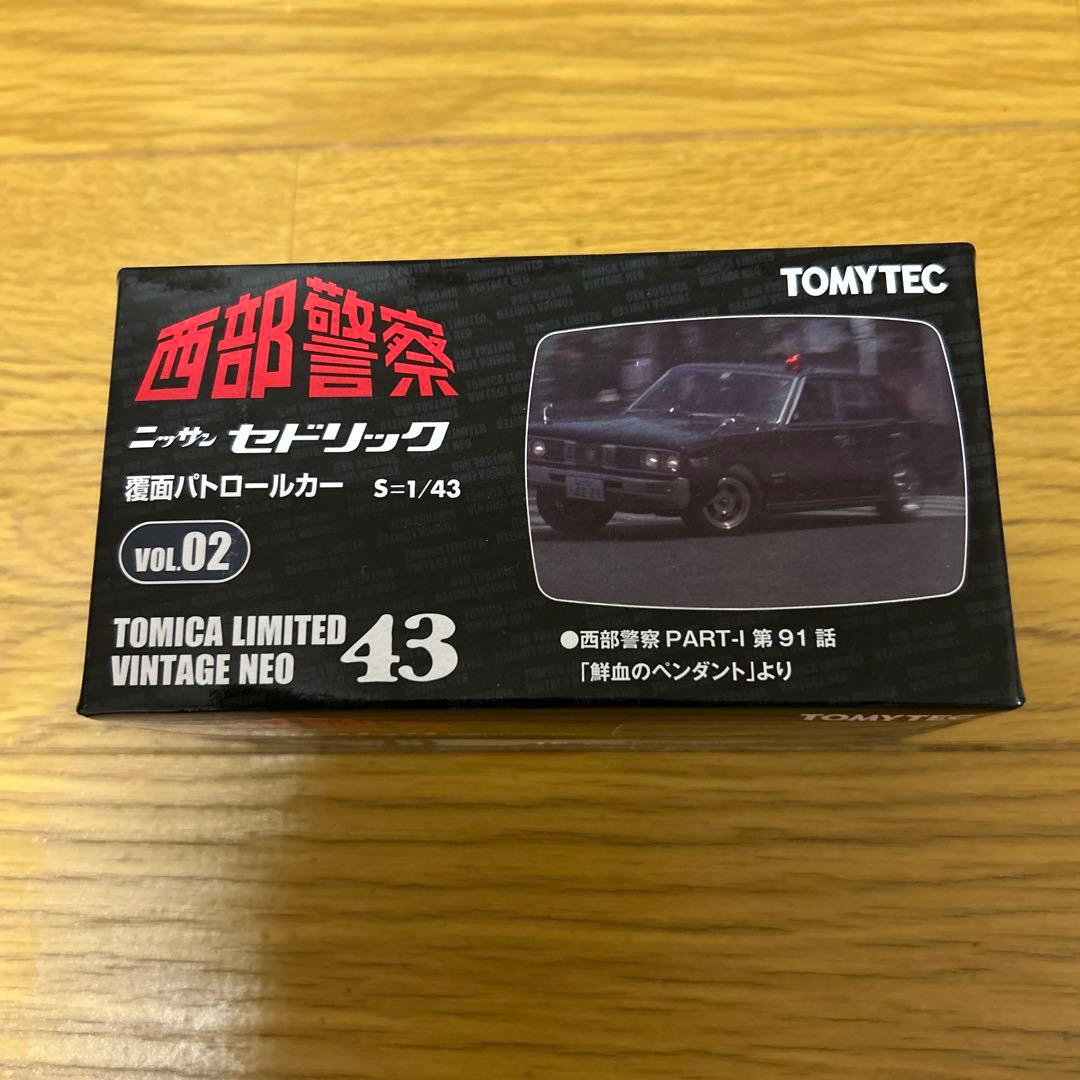 TOMYTEC
西部警察
ニッサン セドリック
覆面パトロールカー S=1/43
VOL.02
TOMICA LIMITED
VINTAGE NEO 43
●西部警察 PART-Ⅰ 第91話
「鮮血のペンダント」より
TOMYTEC